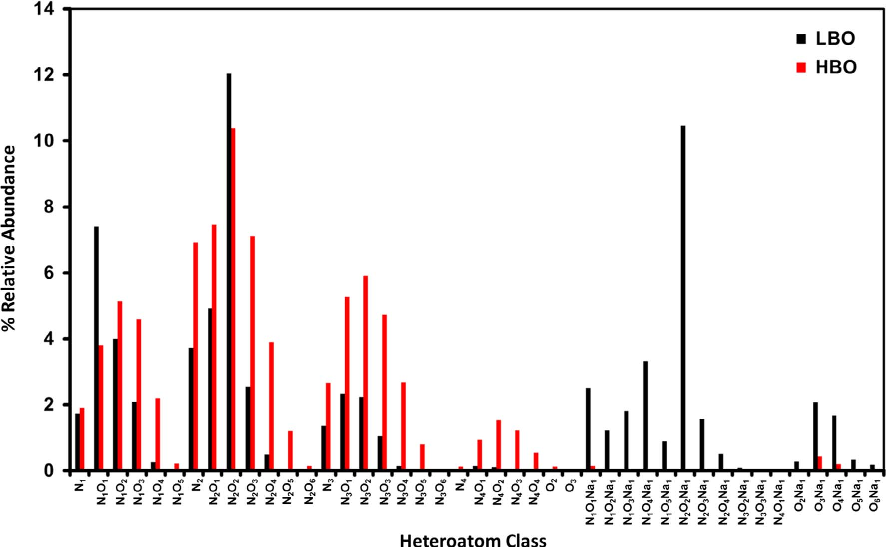 14
12
10
8
6
4
2
0
% Relative Abundance
LBO
HBO
N₁
N₁O₁
N₁O₂
N₁O₃
N₁O₄
N₁O₅
N₂
N₂O₁
N₂O₂
N₂O₃
N₂O₄
N₂O₅
N₂O₆
N₃
N₃O₁
N₃O₂
N₃O₃
N₃O₄
N₃O₅
N₃O₆
N₄
N₄O₁
N₄O₂
N₄O₃
N₄O₄
O₂
O₃
N₁O₁Na₁
N₁O₂Na₁
N₁O₃Na₁
N₁O₄Na₁
N₁O₅Na₁
N₂O₂Na₁
N₂O₃Na₁
N₂O₄Na₁
N₃O₂Na₁
N₃O₃Na₁
N₄O₁Na₁
O₂Na₁
O₃Na₁
O₄Na₁
O₅Na₁
O₆Na₁
Heteroatom Class